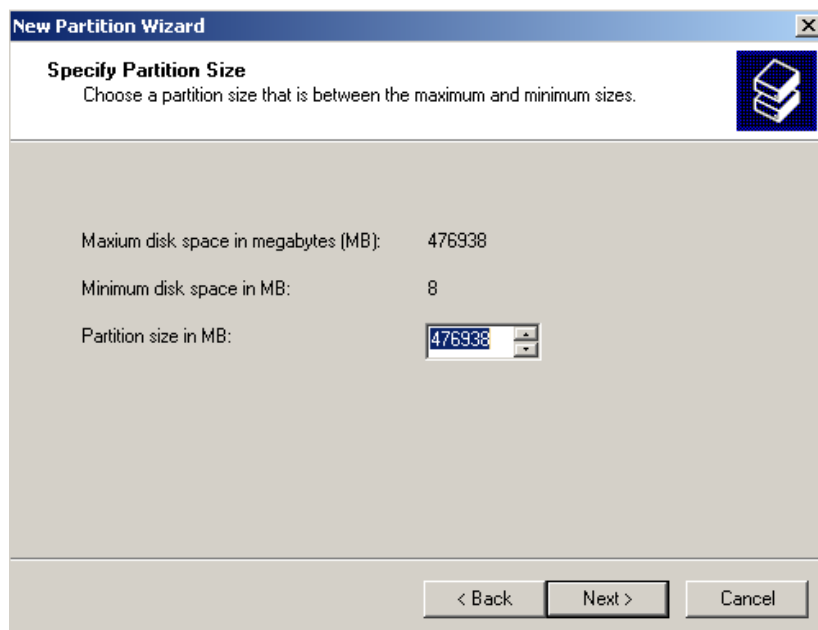 New Partition Wizard
Specify Partition Size
Choose a partition size that is between the maximum and minimum sizes.
Maxium disk space in megabytes (MB): 476938
Minimum disk space in MB: 8
Partition size in MB: 476938
< Back Next > Cancel